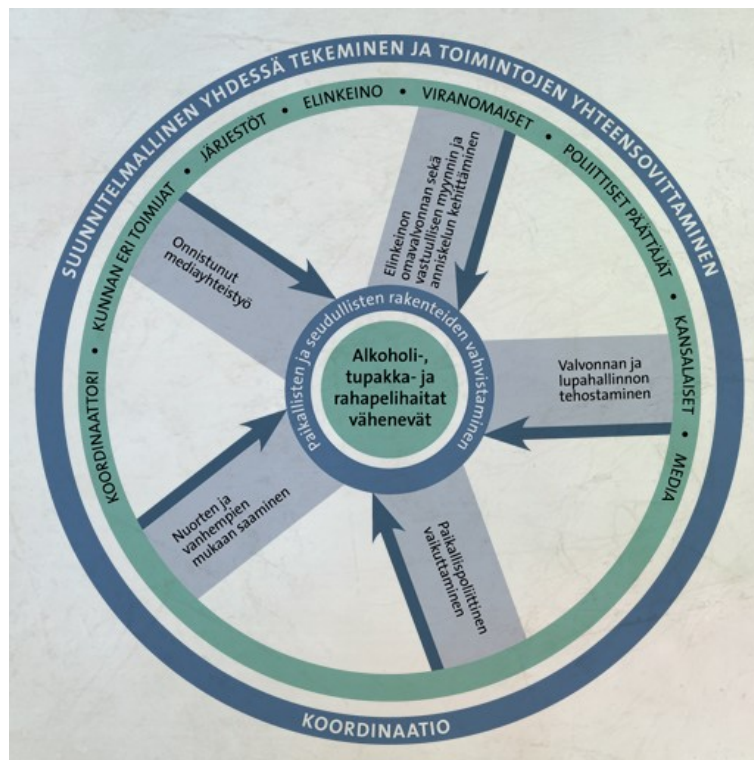 SUUNNITELMALLINEN YHDESSÄ TEKEMINEN JA TOIMINTOJEN YHTEENSOVITTAMINEN
KOORDINAATTORI • KUNNAN ERI TOIMIJAT • JÄRJESTÖT • ELINKEINO • VIRANOMAISET • POLIITTISET PÄÄTTÄJÄT • KANSALAISET • MEDIA
Onnistunut
mediayhteistyö
Elinkeinon
omavalvonnan sekä
vastuullisen myynnin ja
anniskelun kehittäminen
Valvonnan ja
lupahallinnon
tehostaminen
Paikallispoliittinen
vaikuttaminen
Nuorten ja
vanhempien
mukaan saaminen
paikallisten ja seudullisten rakenteiden vahvistaminen
Alkoholi-,
tupakka- ja
rahapelihaitat
vähenevät
KOORDINAATIO